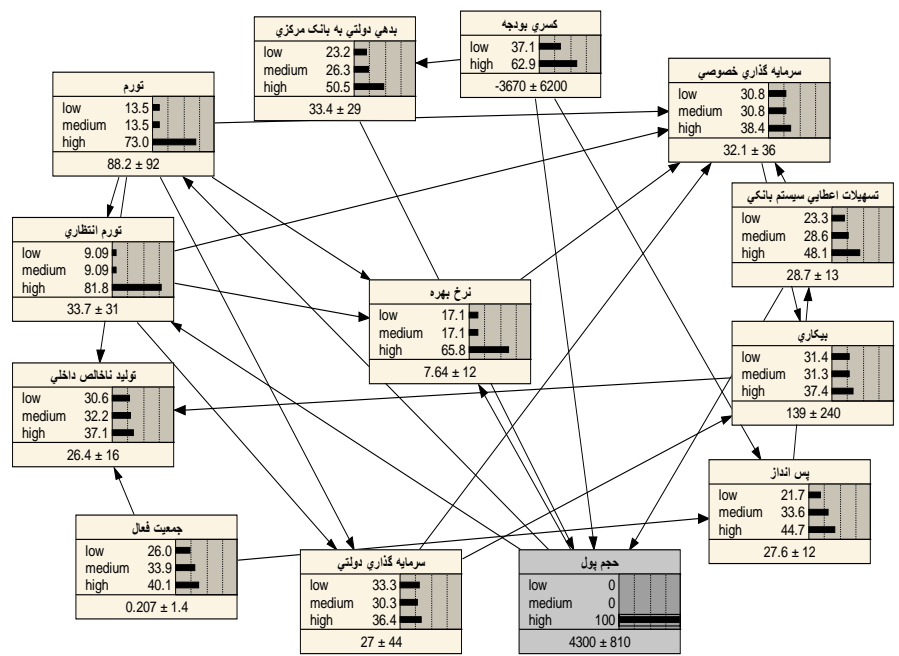 بدهي دولتي به بانک مرکزي
low 23.2
medium 26.3
high 50.5
33.4 ± 29
کسري بودجه
low 37.1
high 62.9
-3670 ± 6200
سرمايه گذاري خصوصي
low 30.8
medium 30.8
high 38.4
32.1 ± 36
تورم
low 13.5
medium 13.5
high 73.0
88.2 ± 92
تسهيلات اعطايي سيستم بانکي
low 23.3
medium 28.6
high 48.1
28.7 ± 13
تورم انتظاري
low 9.09
medium 9.09
high 81.8
33.7 ± 31
نرخ بهره
low 17.1
medium 17.1
high 65.8
7.64 ± 12
بيکاري
low 31.4
medium 31.3
high 37.4
139 ± 240
توليد ناخالص داخلي
low 30.6
medium 32.2
high 37.1
26.4 ± 16
پس انداز
low 21.7
medium 33.6
high 44.7
27.6 ± 12
جمعيت فعال
low 26.0
medium 33.9
high 40.1
0.207 ± 1.4
سرمايه گذاري دولتي
low 33.3
medium 30.3
high 36.4
27 ± 44
حجم پول
low 0
medium 0
high 100
4300 ± 810